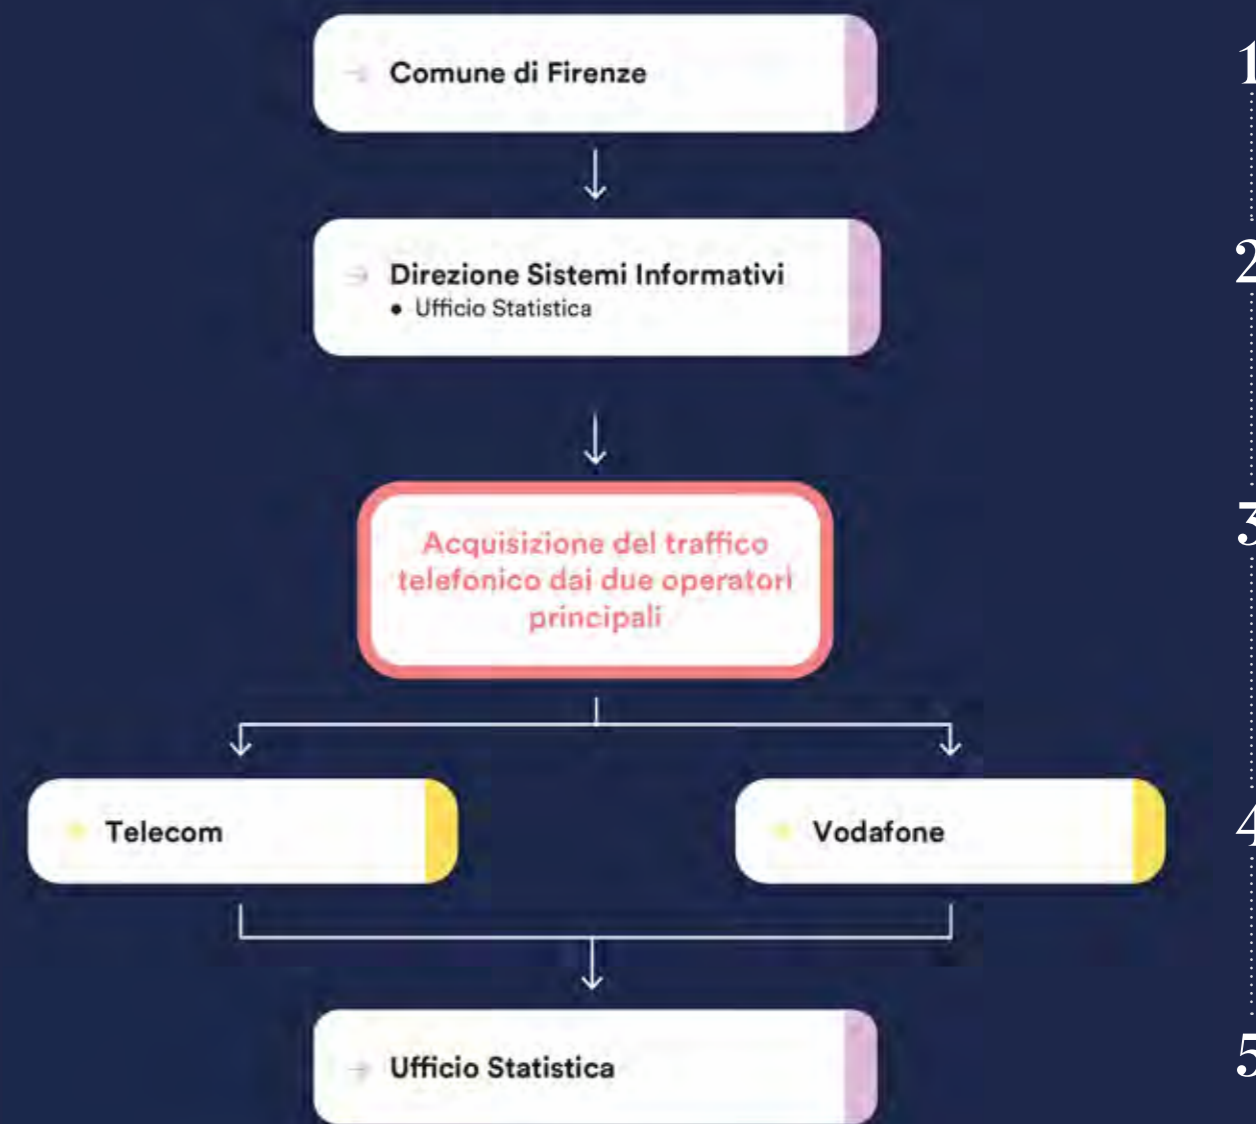 Comune di Firenze
1
Direzione Sistemi Informativi
• Ufficio Statistica
2
Acquisizione del traffico
telefonico dai due operatori
principali
3
Telecom
Vodafone
4
Ufficio Statistica
5